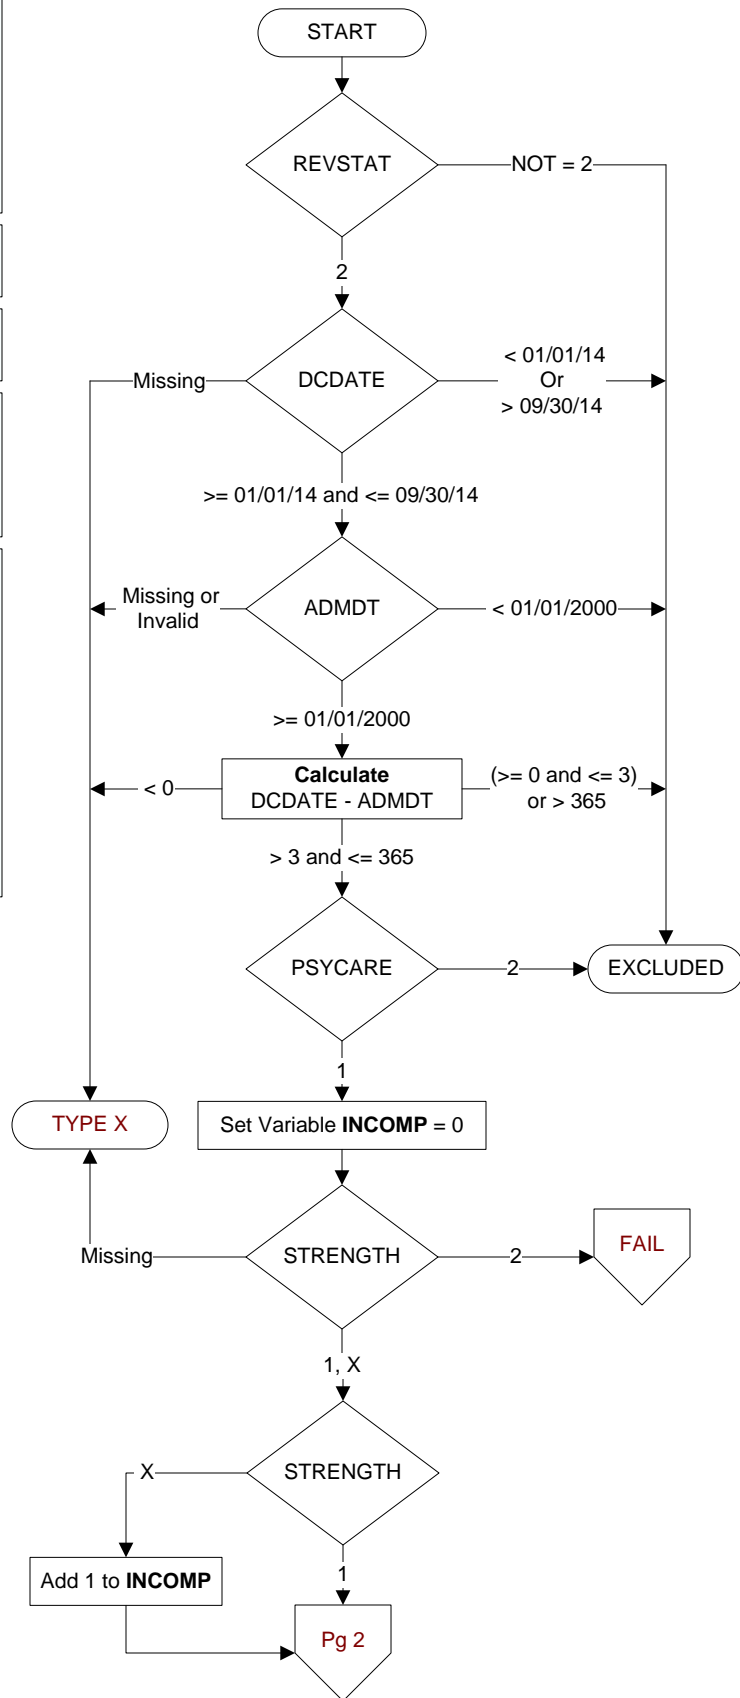 START
REVSTAT
NOT = 2
2
Missing
DCDATE
< 01/01/14
Or
> 09/30/14
>= 01/01/14 and <= 09/30/14
Missing or
Invalid
ADMDT
< 01/01/2000
>= 01/01/2000
< 0
Calculate
DCDATE - ADMDT
(>= 0 and <= 3)
or > 365
> 3 and <= 365
PSYCARE
2
EXCLUDED
1
TYPE X
Set Variable INCOMP = 0
Missing
STRENGTH
2
FAIL
1, X
X
STRENGTH
Add 1 to INCOMP
1
Pg 2